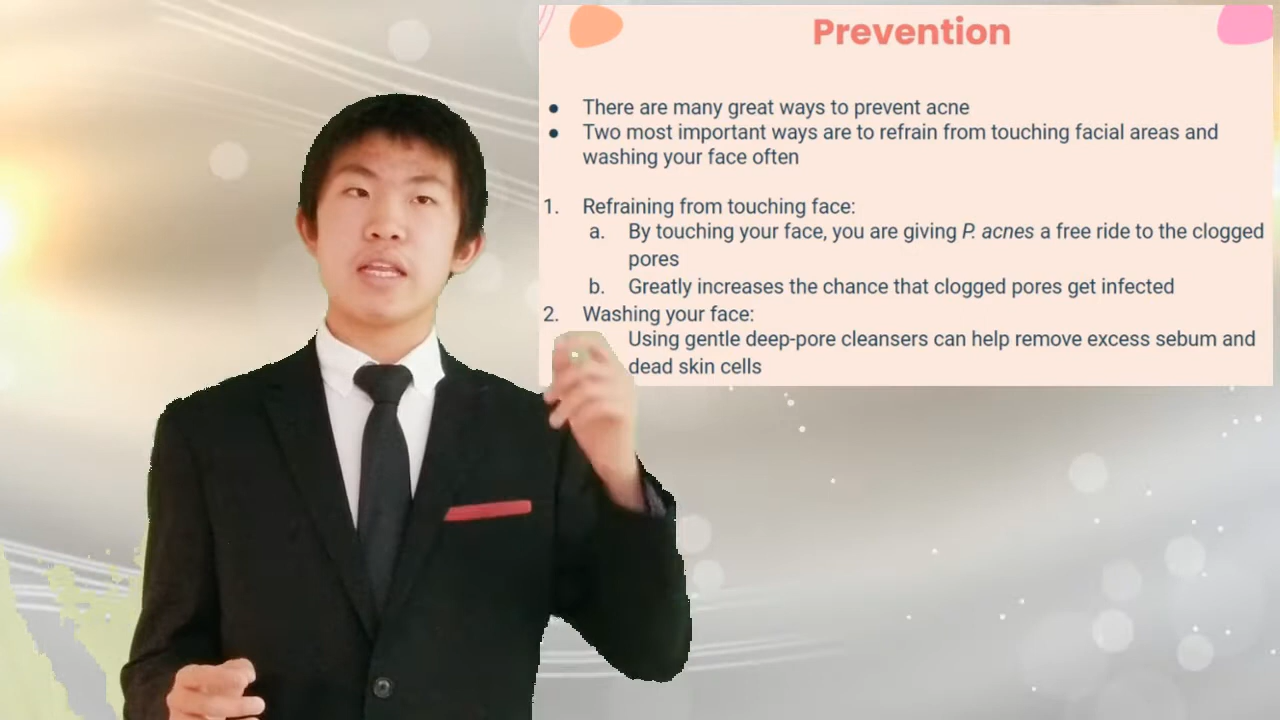 Prevention
● There are many great ways to prevent acne
● Two most important ways are to refrain from touching facial areas and
washing your face often
1. Refraining from touching face:
a. By touching your face, you are giving P. acnes a free ride to the clogged
pores
b. Greatly increases the chance that clogged pores get infected
2. Washing your face:
Using gentle deep-pore cleansers can help remove excess sebum and
dead skin cells